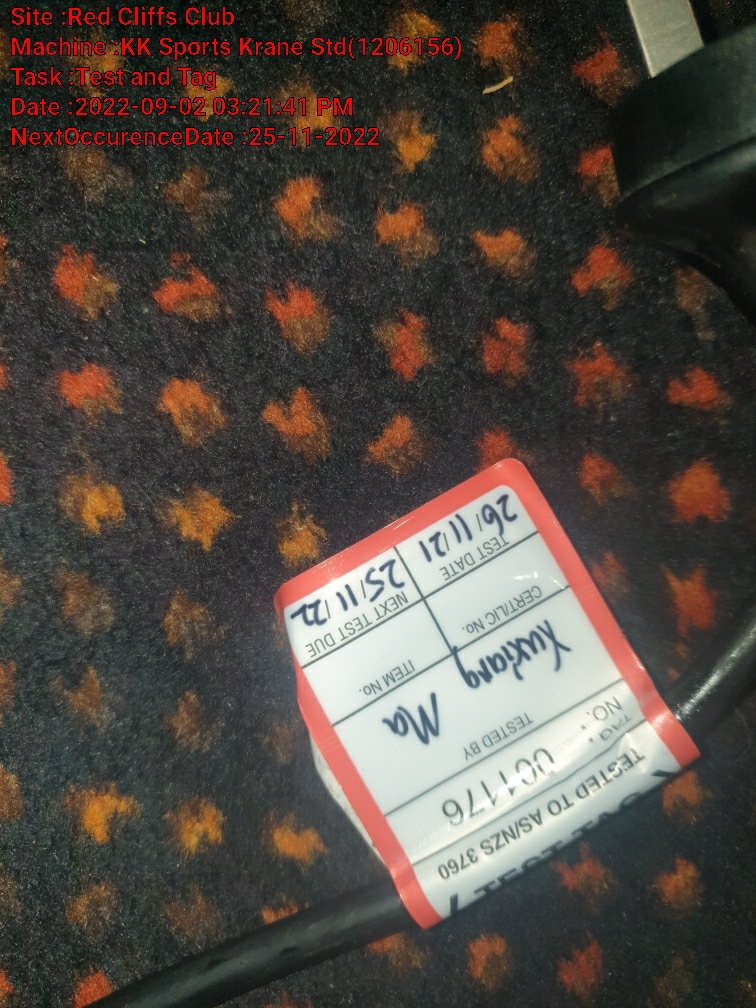 Site :Red Cliffs Club
Machine :KK Sports Krane Std(1206156)
Task :Test and Tag
Date :2022-09-02 03:21:41 PM
NextOccurenceDate :25-11-2022
TEST TAG
TESTED TO AS/NZS 3760
TAG NO.: 001176
TESTED BY
Xuxiang Ma
ITEM No.
CERT/LIC No.
TEST DATE
26/11/21
NEXT TEST DUE
25/11/22